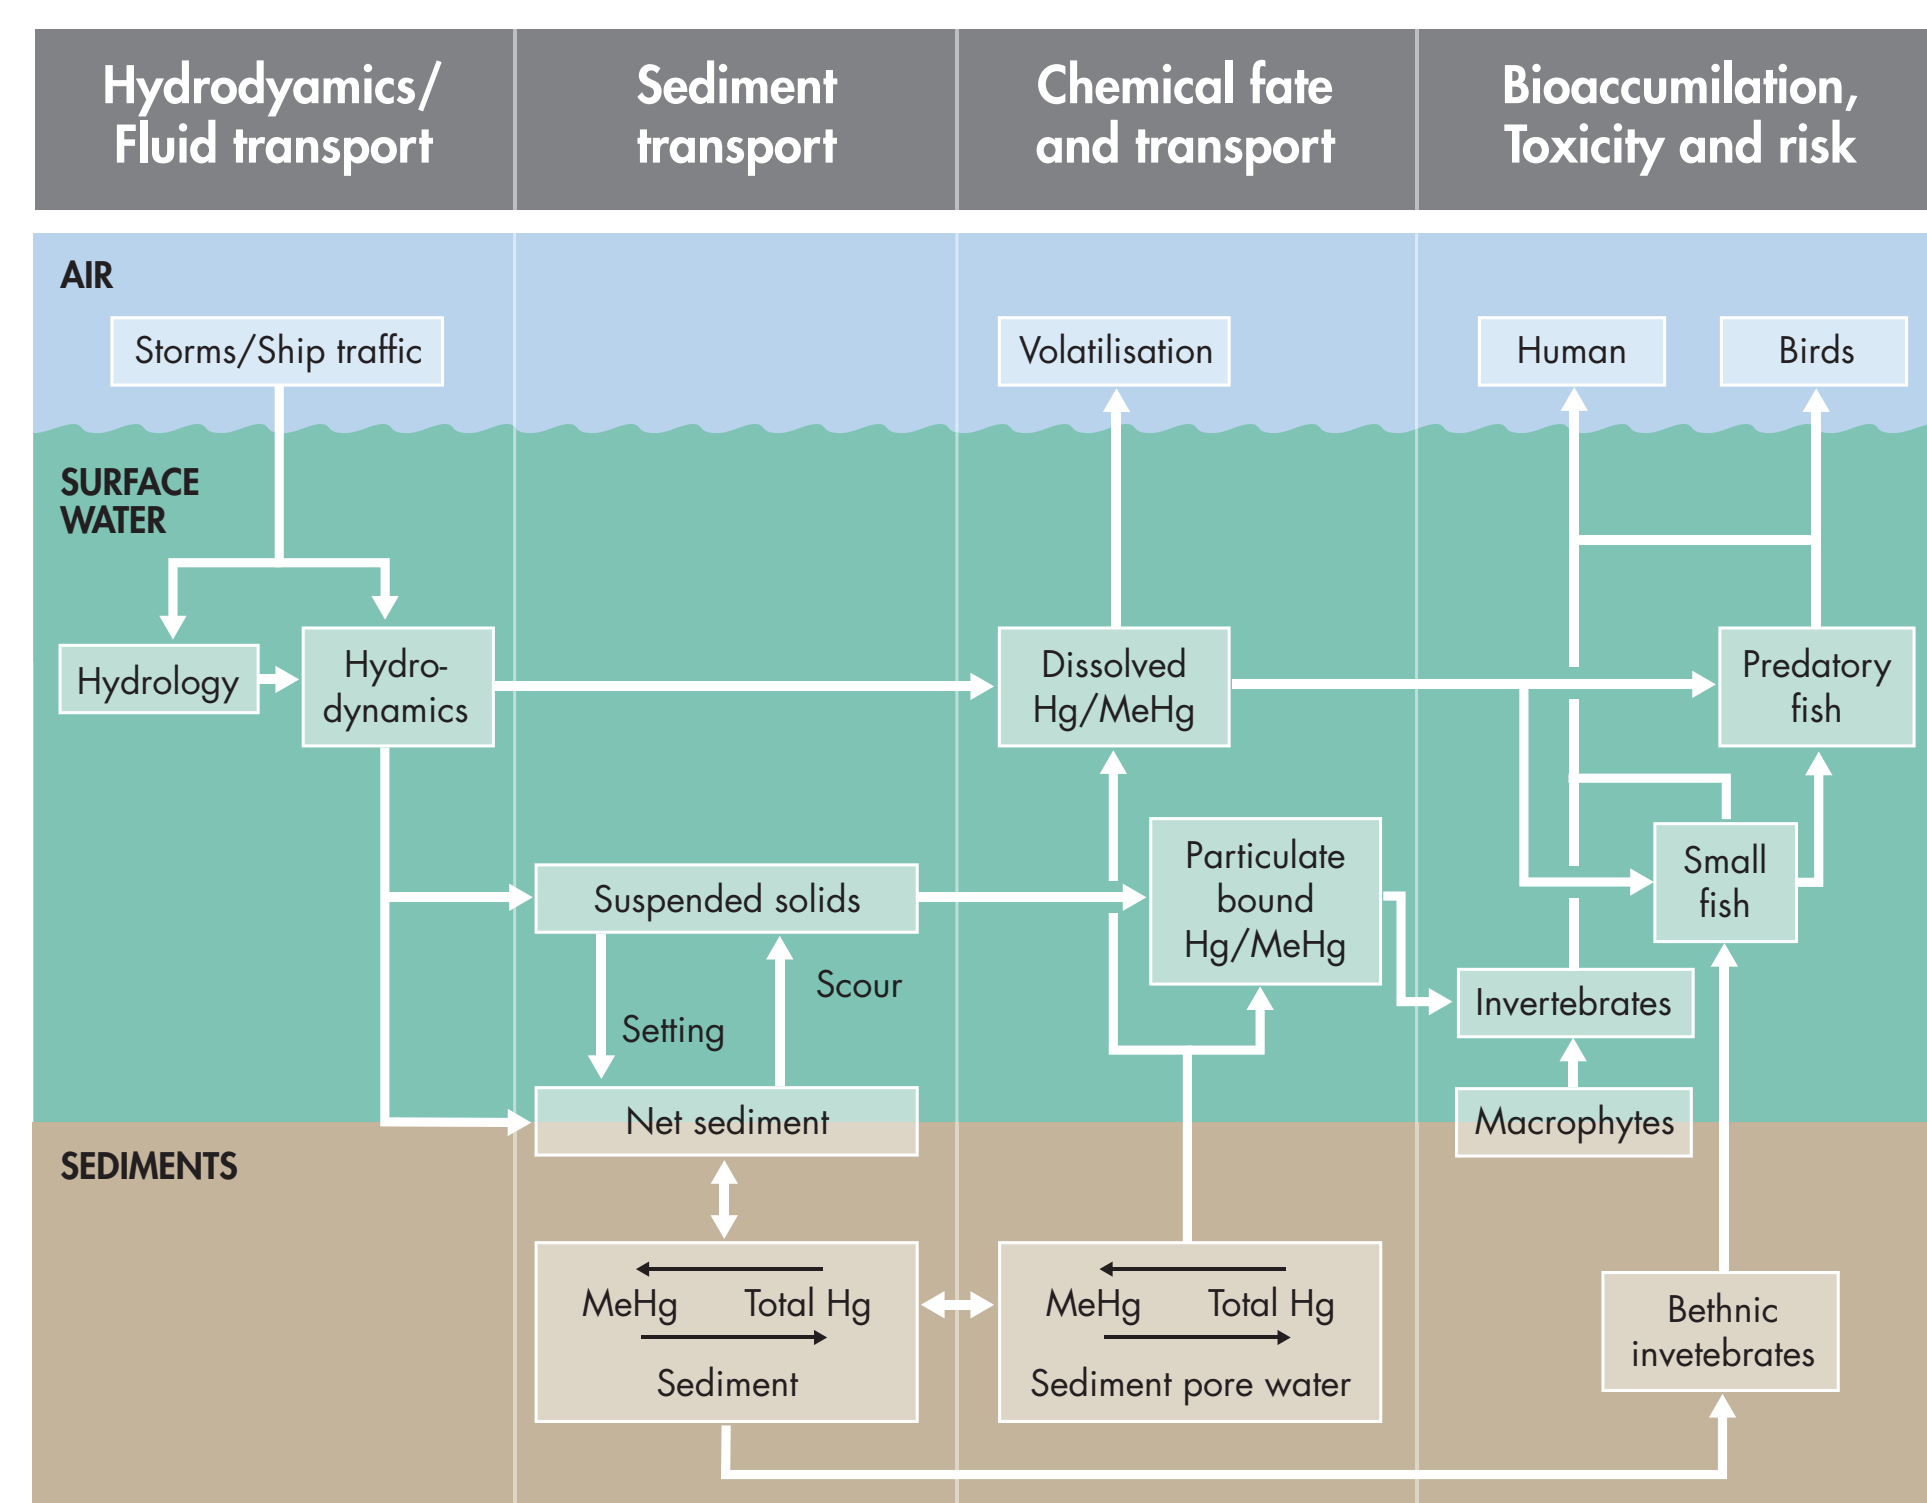 Hydrodyamics/
Fluid transport
Sediment
transport
Chemical fate
and transport
Bioaccumilation,
Toxicity and risk
AIR
Storms/Ship traffic
Volatilisation
Human
Birds
SURFACE
WATER
Hydrology
Hydro-
dynamics
Dissolved
Hg/MeHg
Predatory
fish
Suspended solids
Particulate
bound
Hg/MeHg
Small
fish
Scour
Setting
Invertebrates
Net sediment
Macrophytes
SEDIMENTS
MeHg Total Hg
Sediment
MeHg Total Hg
Sediment pore water
Bethnic
invetebrates